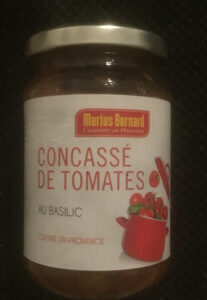 Marius Bernard
Cuisinier en Provence
CONCASSÉ
DE TOMATES
AU BASILIC
CUISINÉ EN PROVENCE